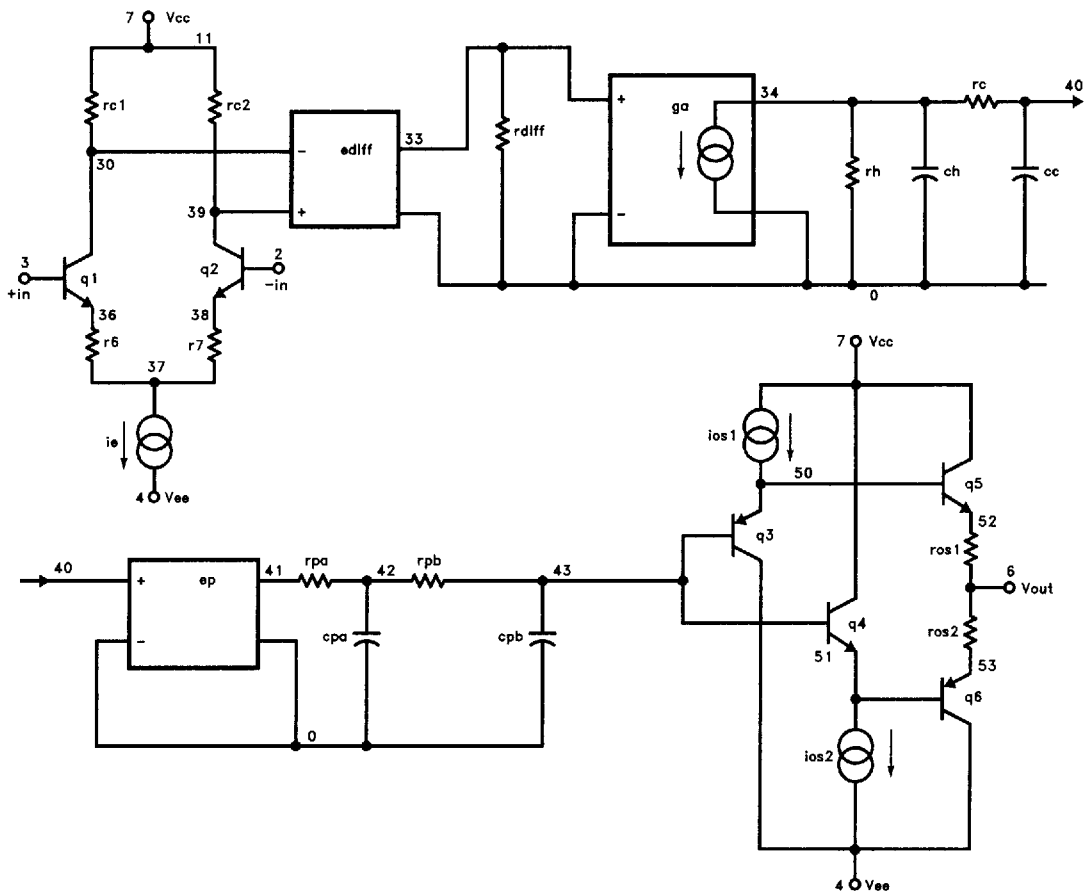 7 Vcc
11
rc1
rc2
30
39
ediff
-
+
33
rdiff
+
-
ga
34
rc
40
rh
ch
cc
0
3
+in
q1
q2
2
-in
36
38
r6
r7
37
ie
4 Vee
7 Vcc
ios1
50
q5
q3
52
ros1
6
Vout
ros2
q4
51
53
q6
ios2
4 Vee
40
+
-
ep
41
rpa
42
rpb
43
cpa
cpb
0